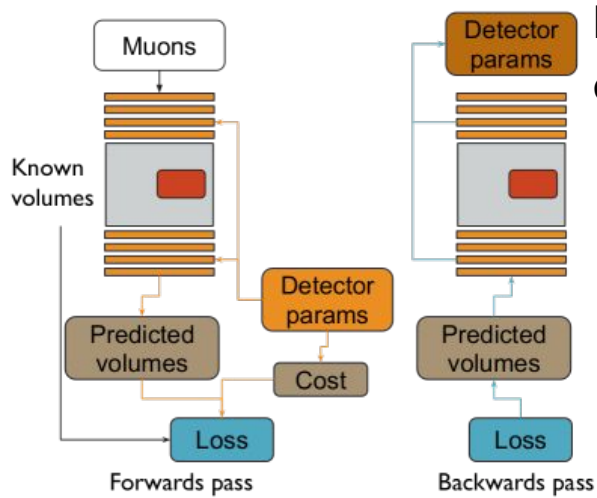 Muons
Known
volumes
Detector
params
Predicted
volumes
Cost
Loss
Forwards pass
Detector
params
Predicted
volumes
Loss
Backwards pass